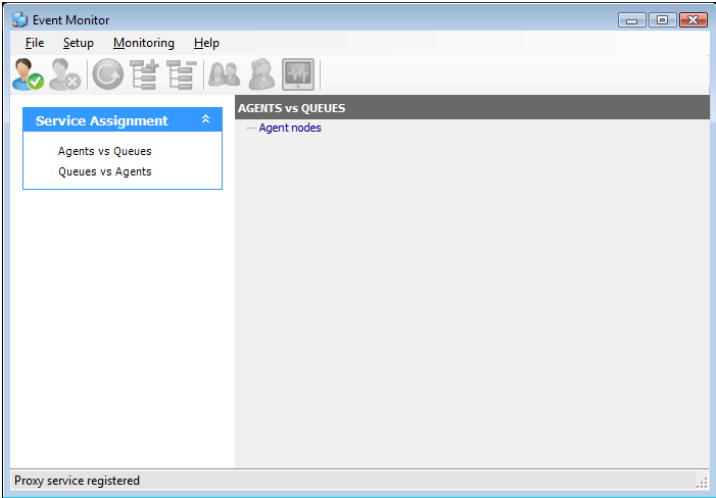 Event Monitor
File Setup Monitoring Help
Service Assignment
Agents vs Queues
Queues vs Agents
AGENTS vs QUEUES
Agent nodes
Proxy service registered